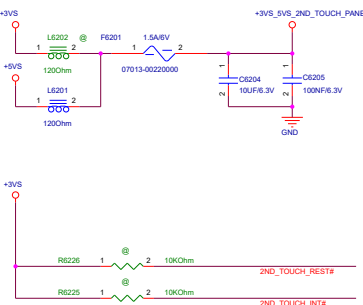 +3VS
+3VS_5VS_2ND_TOUCH_PANE
L6202 @ F6201 1.5A/6V
1 2 1 2
120Ohm 07013-00220000
+5VS
L6201
1 2
120Ohm
1 C6204 2 10UF/6.3V
1 C6205 2 100NF/6.3V
GND
+3VS
@
R6226 1 2 10KOhm
2ND_TOUCH_REST#
@
R6225 1 2 10KOhm
2ND_TOUCH_INT#